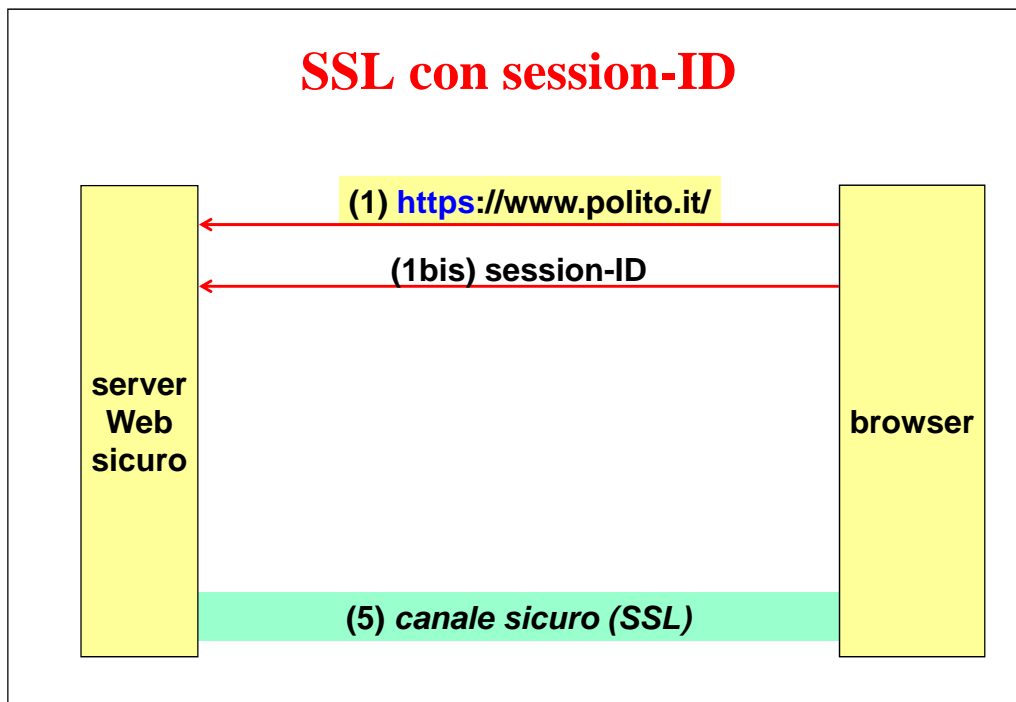 SSL con session-ID
(1) https://www.polito.it/
(1bis) session-ID
server
Web
sicuro
browser
(5) canale sicuro (SSL)